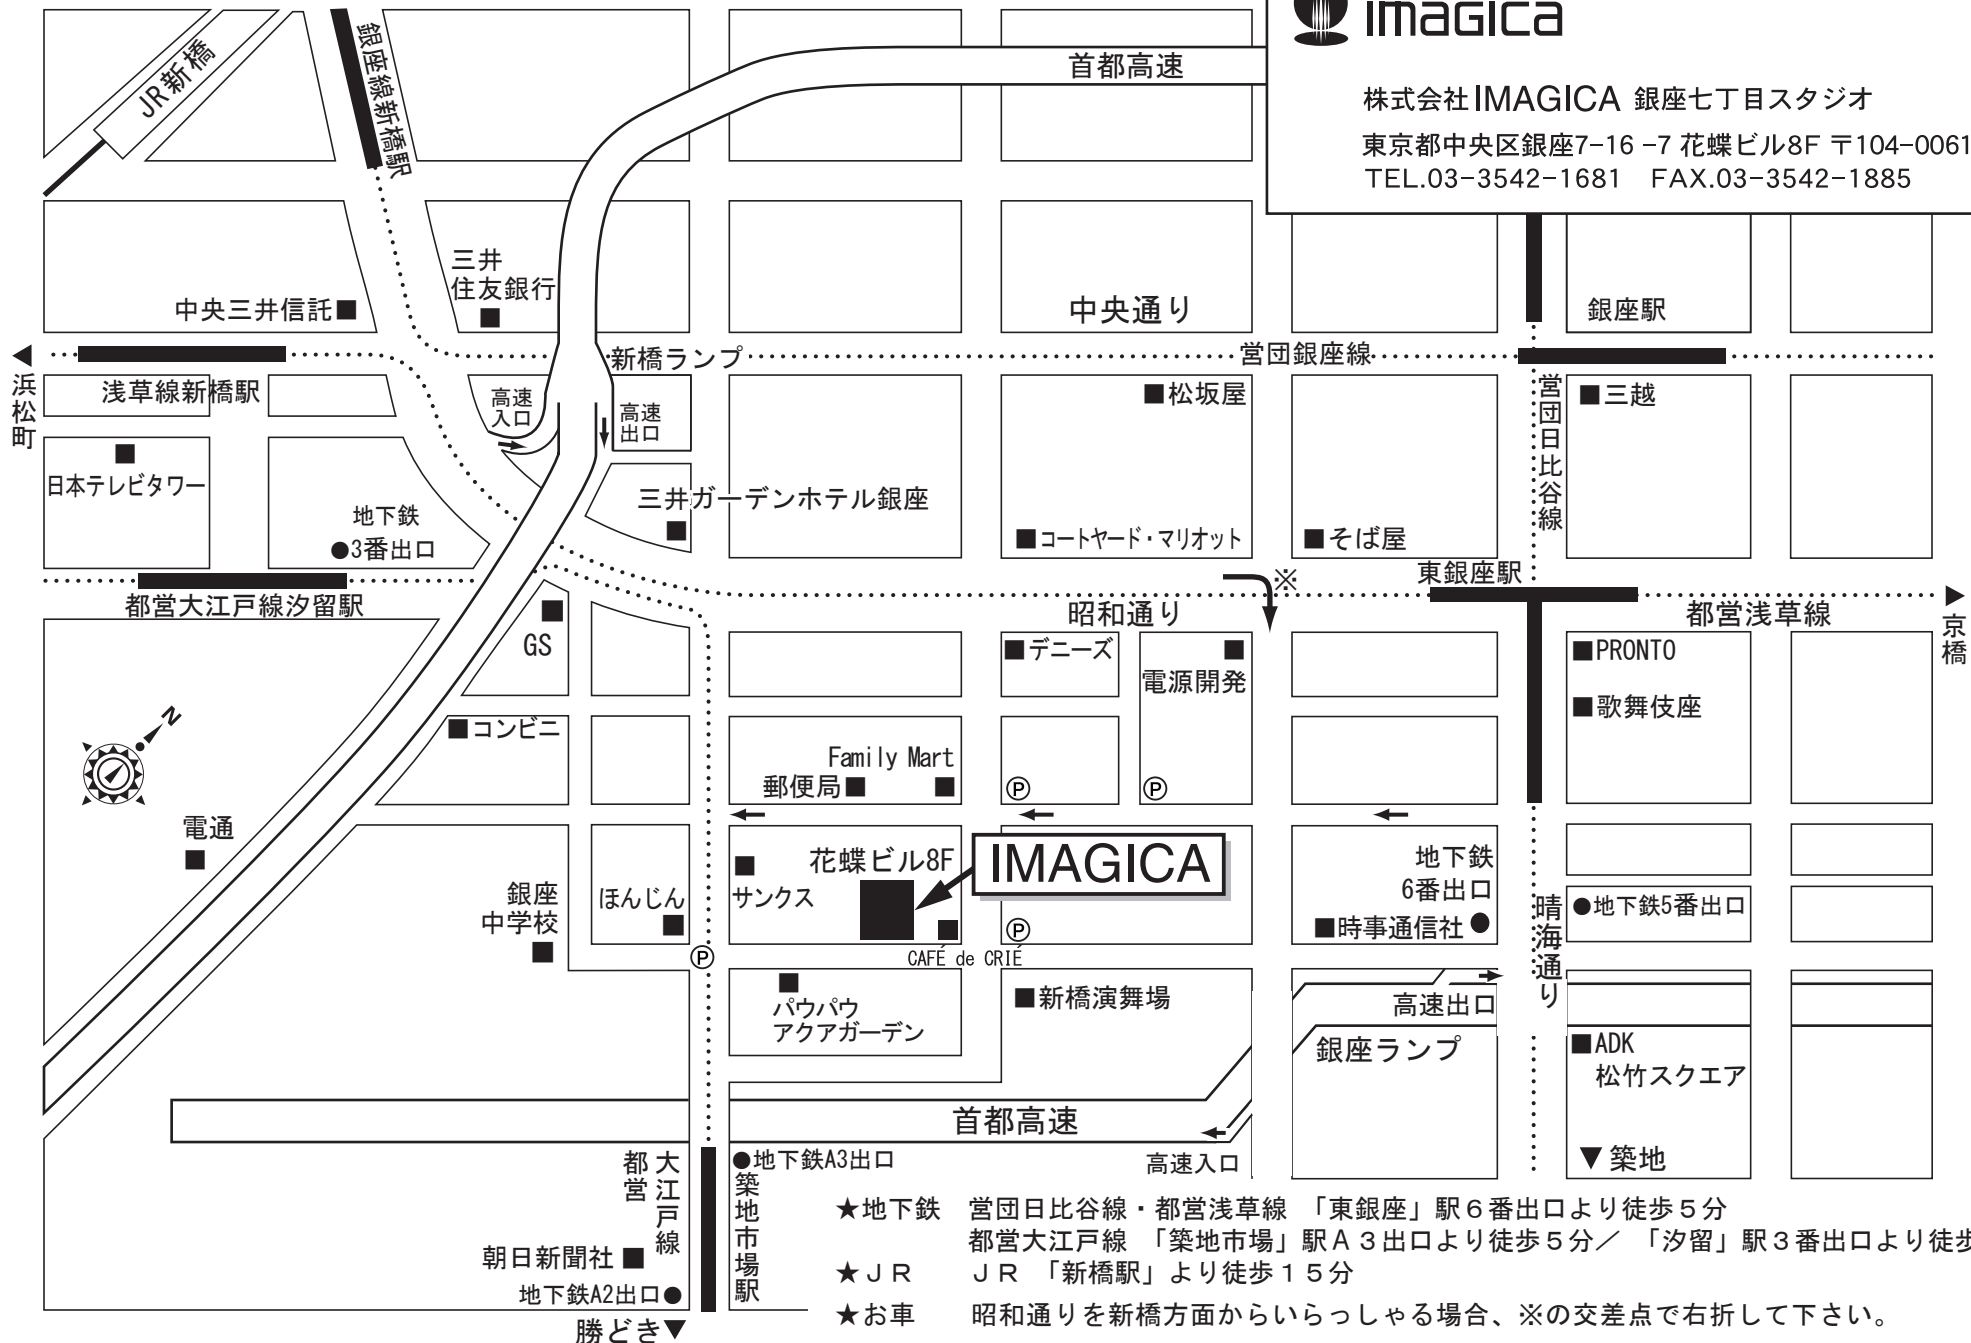 imagica
株式会社IMAGICA 銀座七丁目スタジオ
東京都中央区銀座7-16-7 花蝶ビル8F 〒104-0061
TEL.03-3542-1681 FAX.03-3542-1885
JR新橋
銀座線新橋駅
首都高速
三井
住友銀行
中央三井信託
中央通り
銀座駅
浜松町
新橋ランプ
営団銀座線
浅草線新橋駅
高速
入口
高速
出口
松坂屋
営団日比谷線
三越
日本テレビタワー
三井ガーデンホテル銀座
地下鉄
3番出口
コートヤード・マリオット
そば屋
東銀座駅
※
都営大江戸線汐留駅
昭和通り
都営浅草線
京橋
GS
デニーズ
電源開発
PRONTO
歌舞伎座
N
コンビニ
Family Mart
郵便局
P
P
電通
花蝶ビル8F
IMAGICA
地下鉄
6番出口
銀座
中学校
ほんじん
サンクス
時事通信社
晴海通り
地下鉄5番出口
P
P
CAFÉ de CRIÉ
パウパウ
アクアガーデン
新橋演舞場
高速出口
銀座ランプ
ADK
松竹スクエア
首都高速
都営
大江戸線
地下鉄A3出口
築地市場駅
高速入口
▼築地
朝日新聞社
地下鉄A2出口
勝どき▼
★地下鉄 営団日比谷線・都営浅草線 「東銀座」駅６番出口より徒歩５分
都営大江戸線 「築地市場」駅Ａ３出口より徒歩５分／ 「汐留」駅３番出口より徒歩
★ＪＲ ＪＲ 「新橋駅」より徒歩１５分
★お車 昭和通りを新橋方面からいらっしゃる場合、※の交差点で右折して下さい。